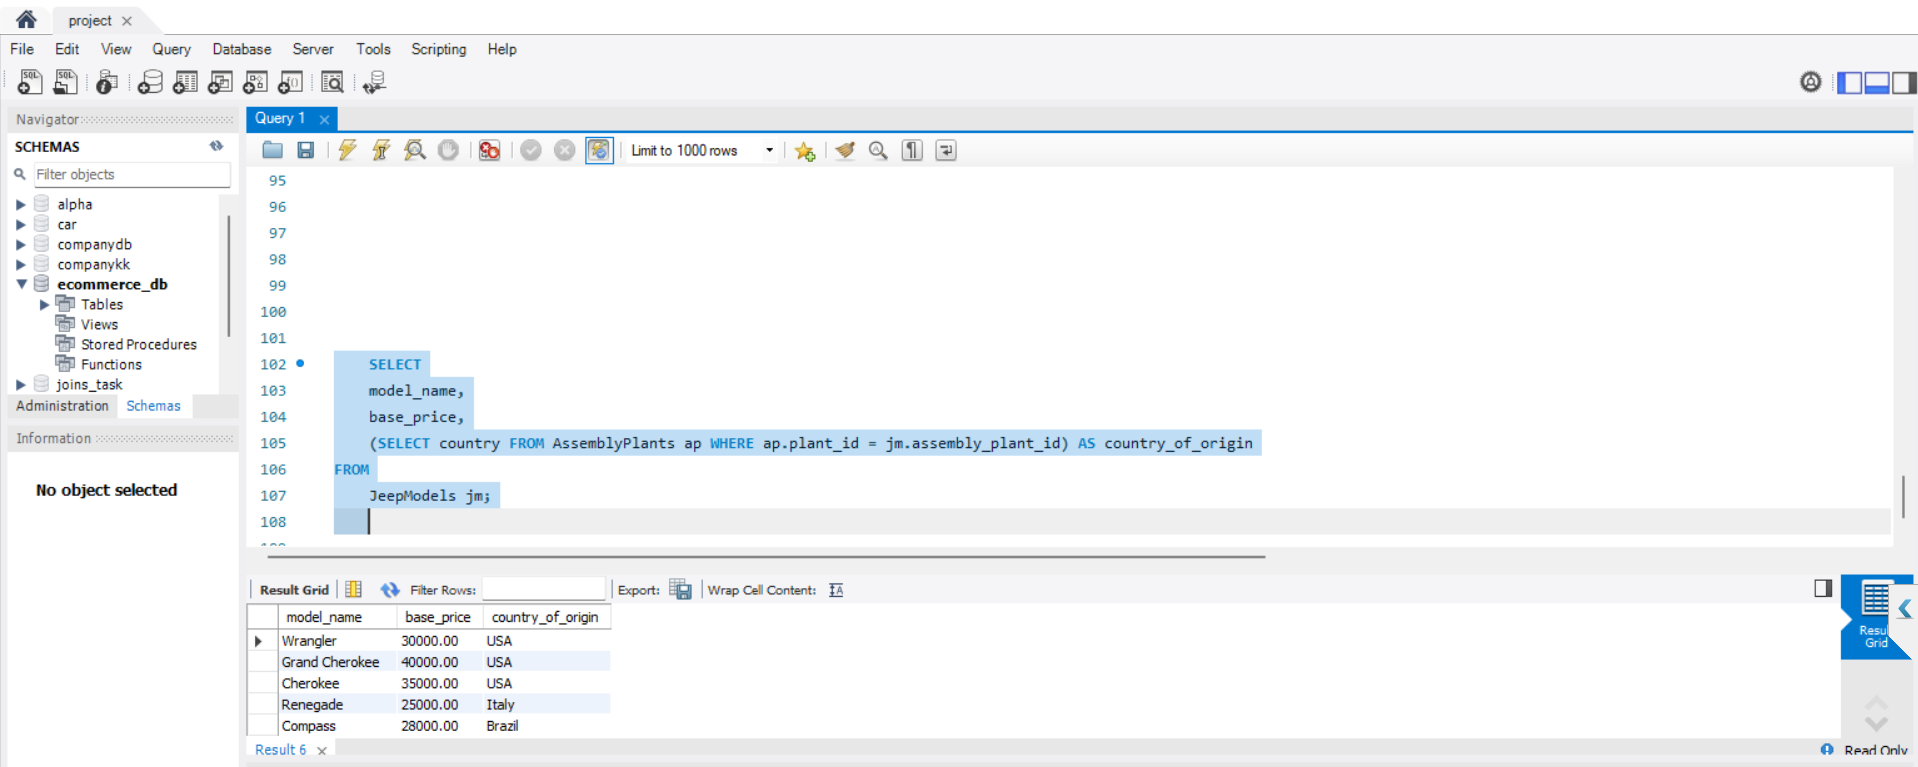 project
File Edit View Query Database Server Tools Scripting Help
Navigator
SCHEMAS
Filter objects
alpha
car
companydb
companykk
ecommerce_db
Tables
Views
Stored Procedures
Functions
joins_task
Administration Schemas
Information
No object selected
Query 1
Limit to 1000 rows
95
96
97
98
99
100
101
102 SELECT
103 model_name,
104 base_price,
105 (SELECT country FROM AssemblyPlants ap WHERE ap.plant_id = jm.assembly_plant_id) AS country_of_origin
106 FROM
107 JeepModels jm;
108
Result Grid Filter Rows: Export: Wrap Cell Content:
model_name base_price country_of_origin
Wrangler 30000.00 USA
Grand Cherokee 40000.00 USA
Cherokee 35000.00 USA
Renegade 25000.00 Italy
Compass 28000.00 Brazil
Result 6
Grid
Read Only